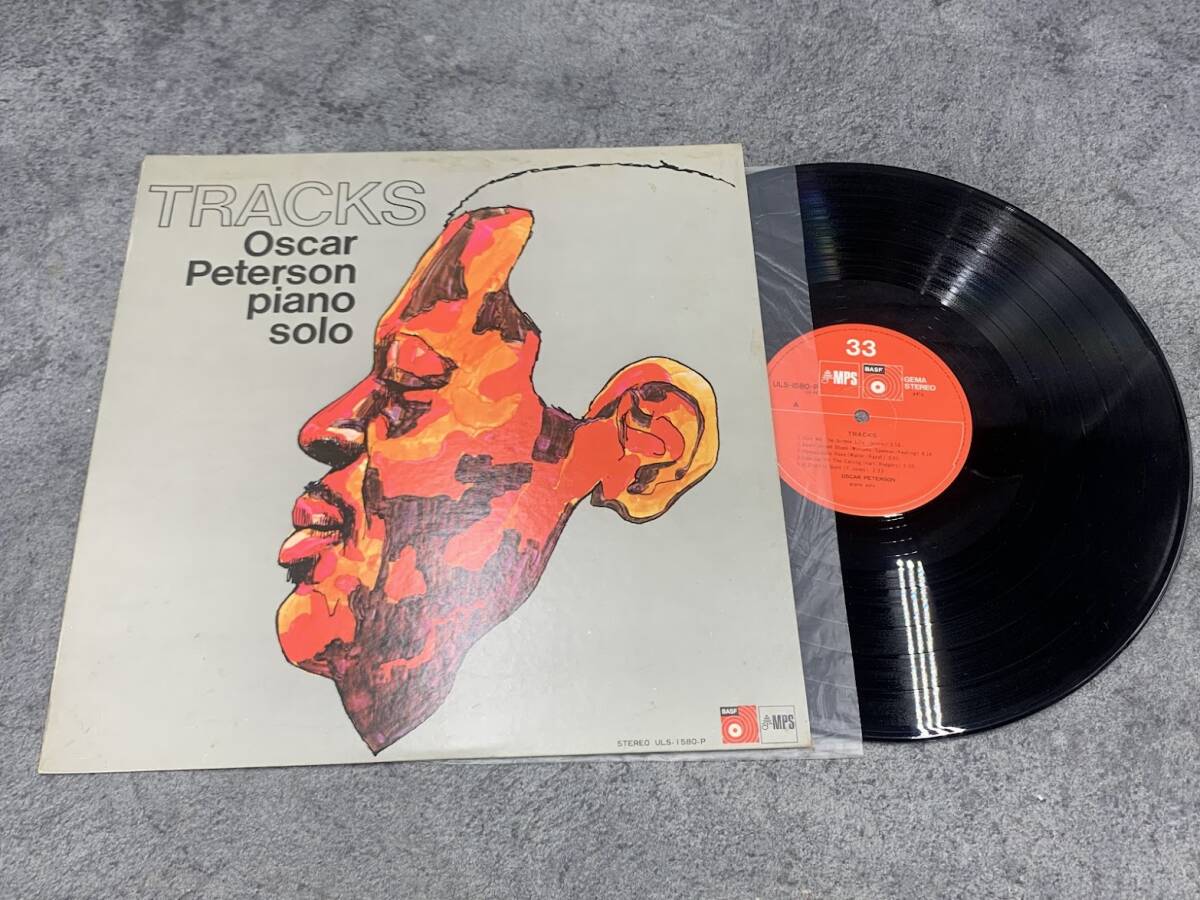 TRACKS
Oscar
Peterson
piano
solo
BASF
MPS
STEREO ULS-1580-P
33
MPS
BASF
GEMA
STEREO
ULS-1580-P
A
TRACKS
OSCAR PETERSON
piano solo